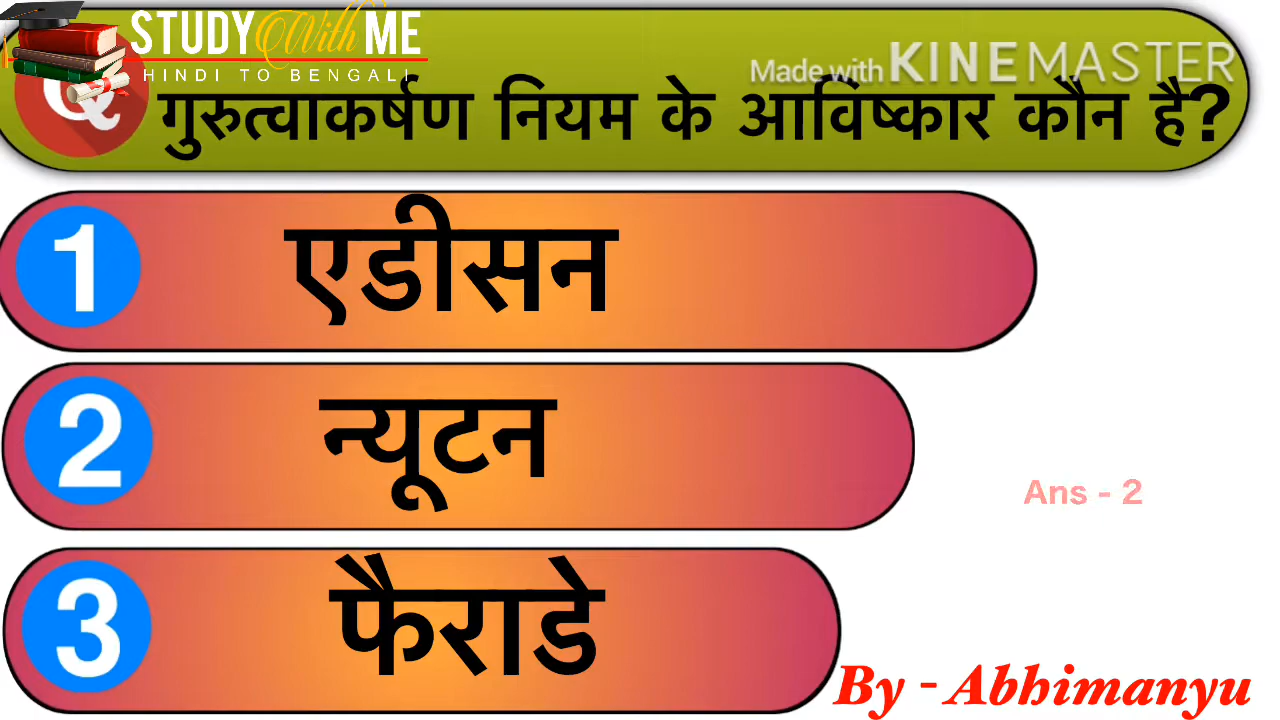 STUDY With ME
HINDI TO BENGALI
Made with KINEMASTER
Q
गुरुत्वाकर्षण नियम के आविष्कार कौन है?
1 एडीसन
2 न्यूटन
Ans - 2
3 फैराडे
By - Abhimanyu